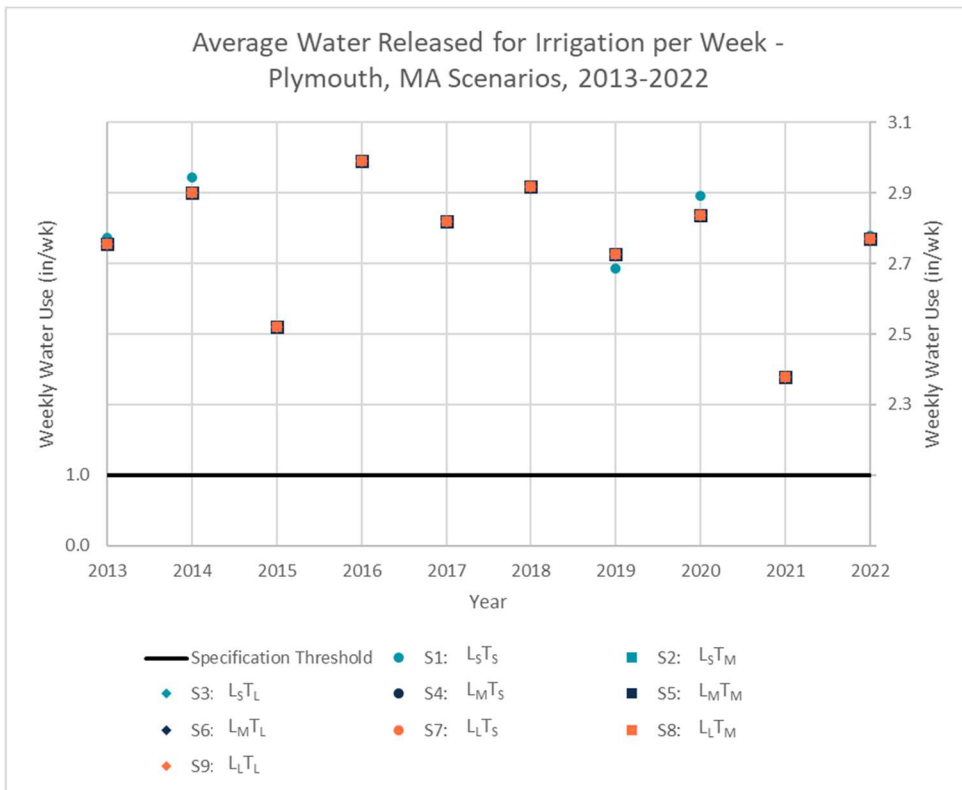 Average Water Released for Irrigation per Week -
Plymouth, MA Scenarios, 2013-2022
3.1
2.9
2.7
2.5
2.3
1.0
0.0
Weekly Water Use (in/wk)
Weekly Water Use (in/wk)
2013 2014 2015 2016 2017 2018 2019 2020 2021 2022
Year
Specification Threshold S1: LSTS S2: LSTM
S3: LSTL S4: LMTS S5: LMTM
S6: LMTL S7: LLTS S8: LLTM
S9: LLTL